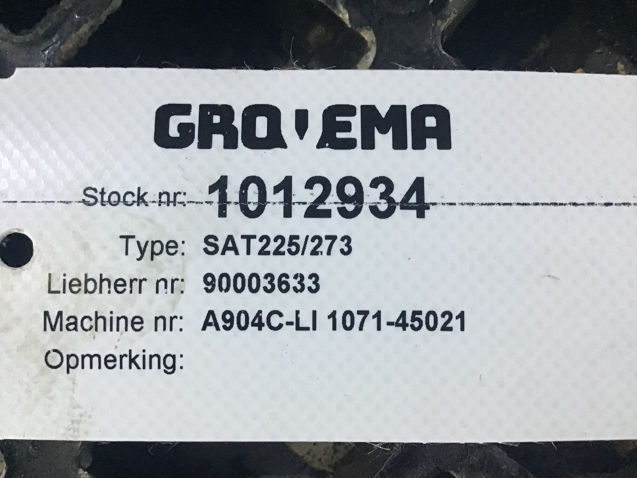 GROVEMA
Stock nr: 1012934
Type: SAT225/273
Liebherr nr: 90003633
Machine nr: A904C-LI 1071-45021
Opmerking: